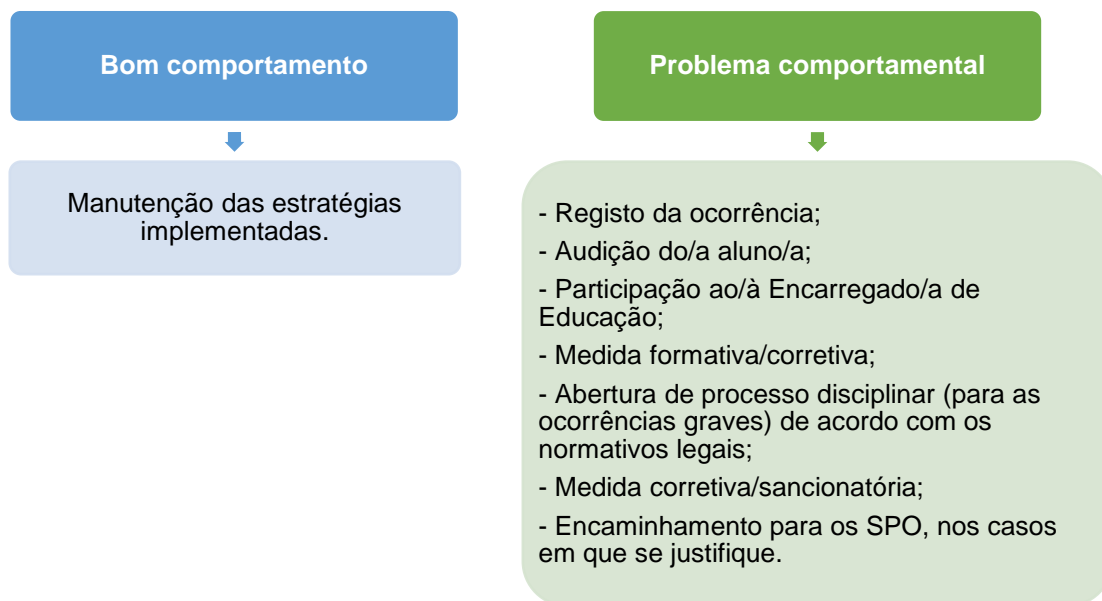 Bom comportamento
Manutenção das estratégias
implementadas.
Problema comportamental
- Registo da ocorrência;
- Audição do/a aluno/a;
- Participação ao/à Encarregado/a de
Educação;
- Medida formativa/corretiva;
- Abertura de processo disciplinar (para as
ocorrências graves) de acordo com os
normativos legais;
- Medida corretiva/sancionatória;
- Encaminhamento para os SPO, nos casos
em que se justifique.